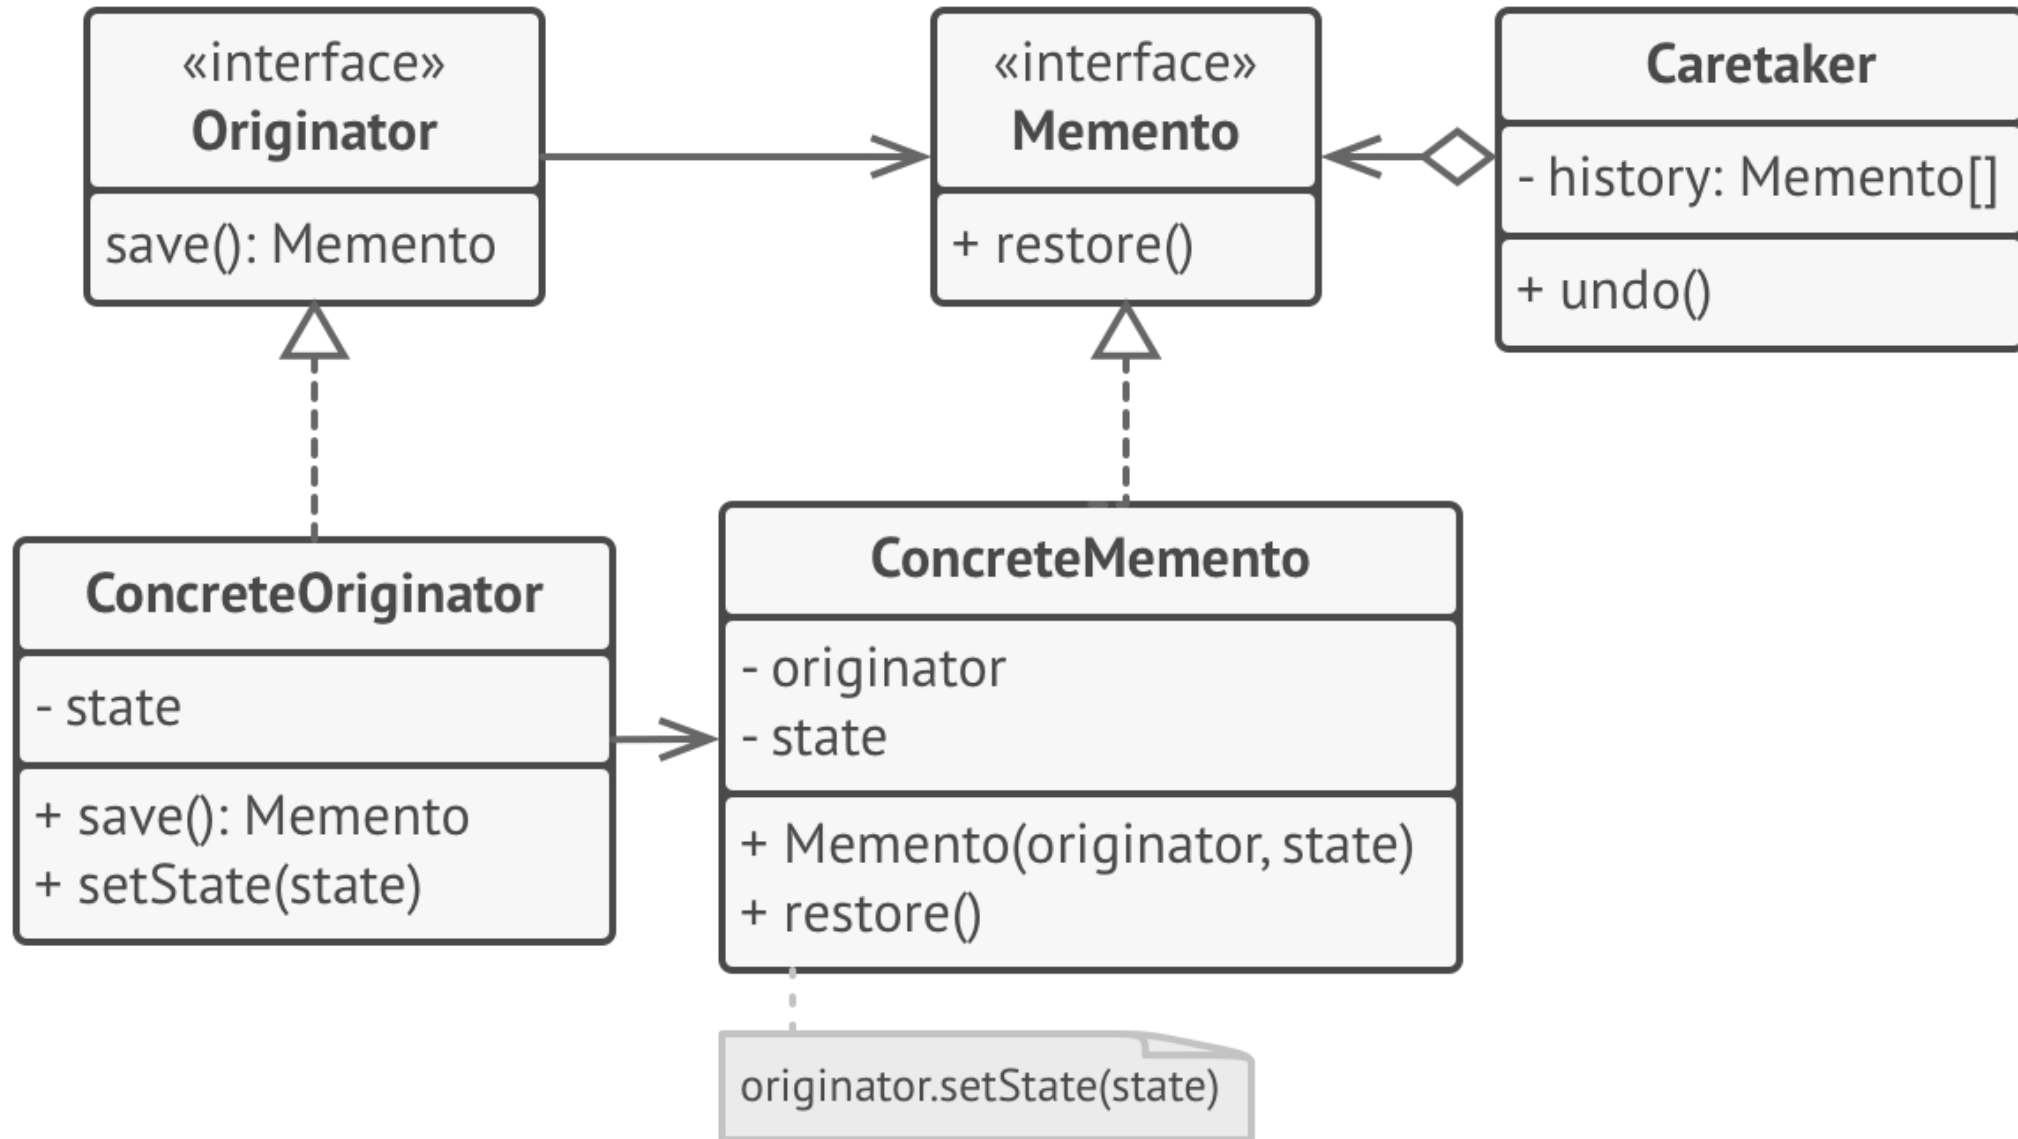 «interface»
Originator
save(): Memento
«interface»
Memento
+ restore()
Caretaker
- history: Memento[]
+ undo()
ConcreteOriginator
- state
+ save(): Memento
+ setState(state)
ConcreteMemento
- originator
- state
+ Memento(originator, state)
+ restore()
originator.setState(state)